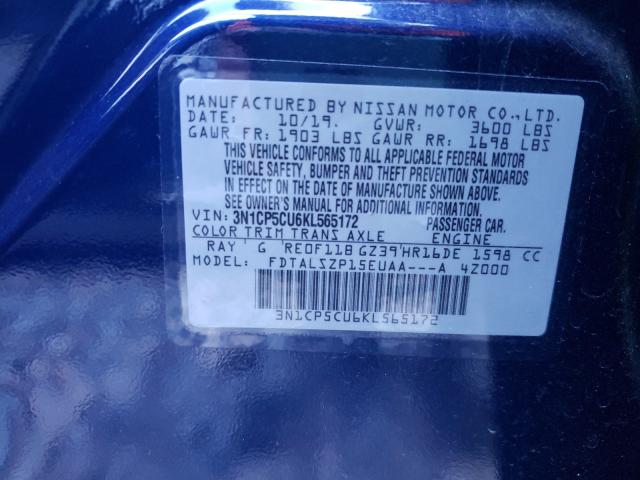 MANUFACTURED BY NISSAN MOTOR CO.,LTD.
DATE: 10/19. GVWR: 3600 LBS
GAWR FR: 1903 LBS GAWR RR: 1698 LBS
THIS VEHICLE CONFORMS TO ALL APPLICABLE FEDERAL MOTOR
VEHICLE SAFETY, BUMPER AND THEFT PREVENTION STANDARDS
IN EFFECT ON THE DATE OF MANUFACTURE SHOWN ABOVE.
SEE OWNER'S MANUAL FOR ADDITIONAL INFORMATION.
VIN: 3N1CP5CU6KL565172 PASSENGER CAR.
COLOR TRIM TRANS AXLE ENGINE
RAY G RE0F11B GZ39 HR16DE 1598 CC
MODEL: FDTALSZP15EUAA---A 4Z000
3N1CP5CU6KL565172